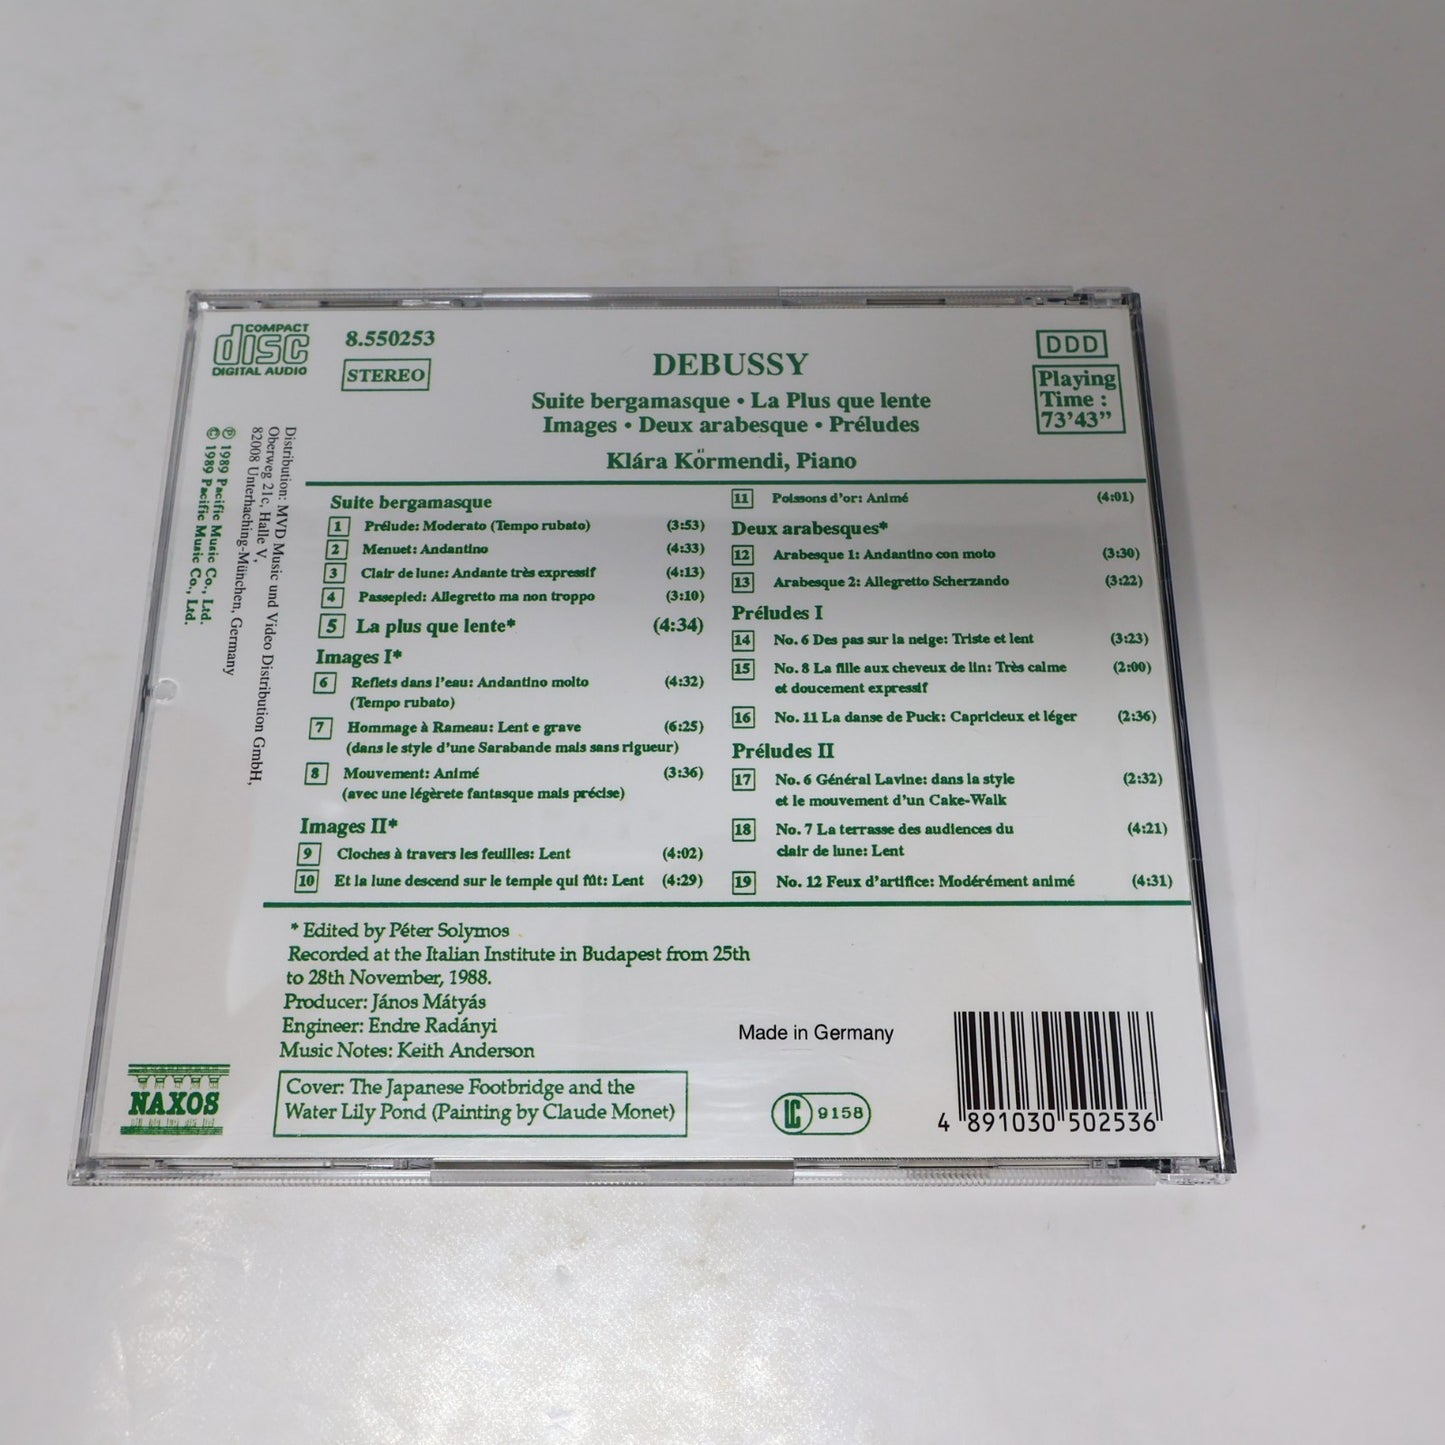 COMPACT
disc
DIGITAL AUDIO
8.550253
STEREO
DEBUSSY
Suite bergamasque • La Plus que lente
Images • Deux arabesque • Préludes
Klára Körmendi, Piano
DDD
Playing
Time :
73'43”
Distribution: MVD Music und Video Distribution GmbH,
Oberweg 21c, Halle V,
82008 Unterhaching-München, Germany
℗ 1989 Pacific Music Co., Ltd.
© 1989 Pacific Music Co., Ltd.
Suite bergamasque
1 Prélude: Moderato (Tempo rubato) (3:53)
2 Menuet: Andantino (4:33)
3 Clair de lune: Andante très expressif (4:13)
4 Passepied: Allegretto ma non troppo (3:10)
5 La plus que lente* (4:34)
Images I*
6 Reflets dans l'eau: Andantino molto (4:32)
(Tempo rubato)
7 Hommage à Rameau: Lent e grave (6:25)
(dans le style d'une Sarabande mais sans rigueur)
8 Mouvement: Animé (3:36)
(avec une légèrete fantasque mais précise)
Images II*
9 Cloches à travers les feuilles: Lent (4:02)
10 Et la lune descend sur le temple qui fût: Lent (4:29)
11 Poissons d'or: Animé (4:01)
Deux arabesques*
12 Arabesque 1: Andantino con moto (3:30)
13 Arabesque 2: Allegretto Scherzando (3:22)
Préludes I
14 No. 6 Des pas sur la neige: Triste et lent (3:23)
15 No. 8 La fille aux cheveux de lin: Très calme (2:00)
et doucement expressif
16 No. 11 La danse de Puck: Capricieux et léger (2:36)
Préludes II
17 No. 6 Général Lavine: dans la style (2:32)
et le mouvement d'un Cake-Walk
18 No. 7 La terrasse des audiences du (4:21)
clair de lune: Lent
19 No. 12 Feux d'artifice: Modérément animé (4:31)
* Edited by Péter Solymos
Recorded at the Italian Institute in Budapest from 25th
to 28th November, 1988.
Producer: János Mátyás
Engineer: Endre Radányi
Music Notes: Keith Anderson
Cover: The Japanese Footbridge and the
Water Lily Pond (Painting by Claude Monet)
NAXOS
Made in Germany
LC 9158
4 891030 502536